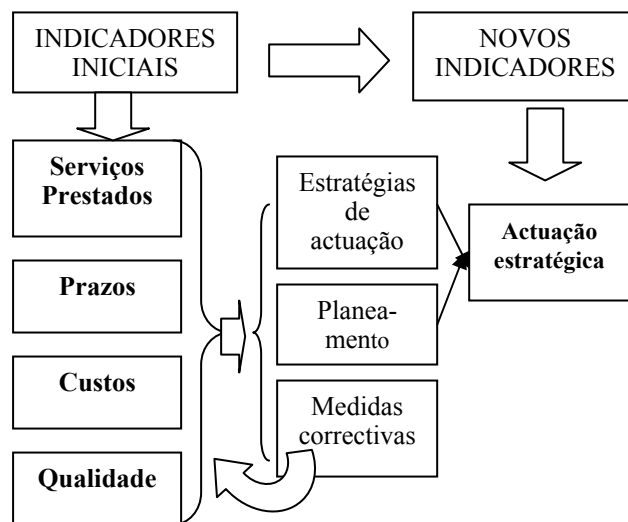 INDICADORES
INICIAIS
NOVOS
INDICADORES
Serviços
Prestados
Prazos
Custos
Qualidade
Estratégias
de
actuação
Planea-
mento
Medidas
correctivas
Actuação
estratégica